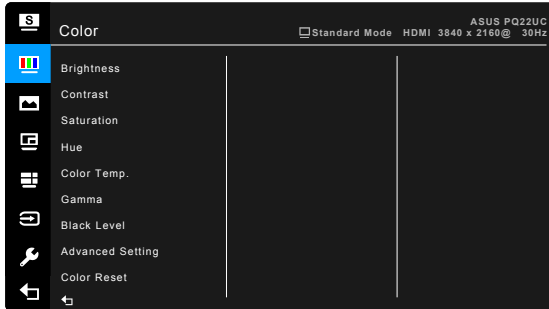 S
Color
ASUS PQ22UC
Standard Mode HDMI 3840 x 2160@ 30Hz
Brightness
Contrast
Saturation
Hue
Color Temp.
Gamma
Black Level
Advanced Setting
Color Reset